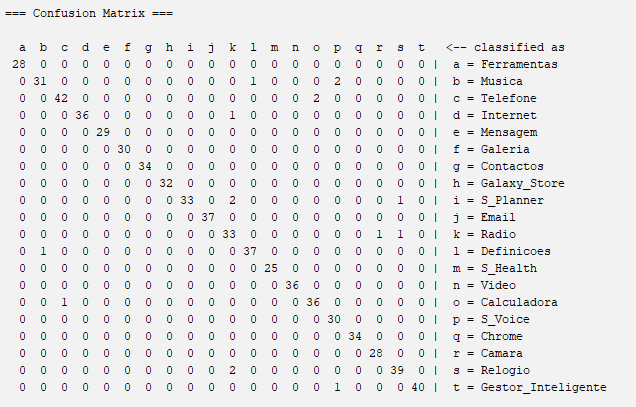 === Confusion Matrix ===
a b c d e f g h i j k l m n o p q r s t <-- classified as
28 0 0 0 0 0 0 0 0 0 0 0 0 0 0 0 0 0 0 0 | a = Ferramentas
0 31 0 0 0 0 0 0 0 0 0 1 0 0 0 2 0 0 0 0 | b = Musica
0 0 42 0 0 0 0 0 0 0 0 0 0 0 2 0 0 0 0 0 | c = Telefone
0 0 0 36 0 0 0 0 0 0 1 0 0 0 0 0 0 0 0 0 | d = Internet
0 0 0 0 29 0 0 0 0 0 0 0 0 0 0 0 0 0 0 0 | e = Mensagem
0 0 0 0 0 30 0 0 0 0 0 0 0 0 0 0 0 0 0 0 | f = Galeria
0 0 0 0 0 0 34 0 0 0 0 0 0 0 0 0 0 0 0 0 | g = Contactos
0 0 0 0 0 0 0 32 0 0 0 0 0 0 0 0 0 0 0 0 | h = Galaxy_Store
0 0 0 0 0 0 0 0 33 0 2 0 0 0 0 0 0 0 1 0 | i = S_Planner
0 0 0 0 0 0 0 0 0 37 0 0 0 0 0 0 0 0 0 0 | j = Email
0 0 0 0 0 0 0 0 0 0 33 0 0 0 0 0 0 1 1 0 | k = Radio
0 1 0 0 0 0 0 0 0 0 0 37 0 0 0 0 0 0 0 0 | l = Definicoes
0 0 0 0 0 0 0 0 0 0 0 0 25 0 0 0 0 0 0 0 | m = S_Health
0 0 0 0 0 0 0 0 0 0 0 0 0 36 0 0 0 0 0 0 | n = Video
0 0 1 0 0 0 0 0 0 0 0 0 0 0 36 0 0 0 0 0 | o = Calculadora
0 0 0 0 0 0 0 0 0 0 0 0 0 0 0 30 0 0 0 0 | p = S_Voice
0 0 0 0 0 0 0 0 0 0 0 0 0 0 0 0 34 0 0 0 | q = Chrome
0 0 0 0 0 0 0 0 0 0 0 0 0 0 0 0 0 28 0 0 | r = Camara
0 0 0 0 0 0 0 0 0 0 2 0 0 0 0 0 0 0 39 0 | s = Relogio
0 0 0 0 0 0 0 0 0 0 0 0 0 0 0 1 0 0 0 40 | t = Gestor_Inteligente